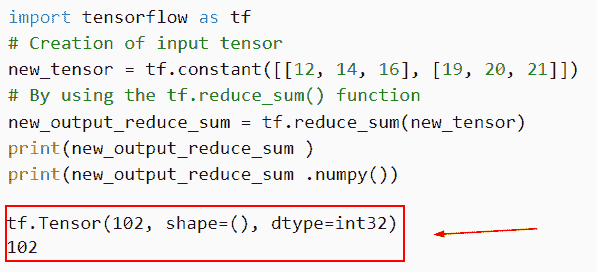 import tensorflow as tf
# Creation of input tensor
new_tensor = tf.constant([[12, 14, 16], [19, 20, 21]])
# By using the tf.reduce_sum() function
new_output_reduce_sum = tf.reduce_sum(new_tensor)
print(new_output_reduce_sum )
print(new_output_reduce_sum .numpy())
tf.Tensor(102, shape=(), dtype=int32)
102